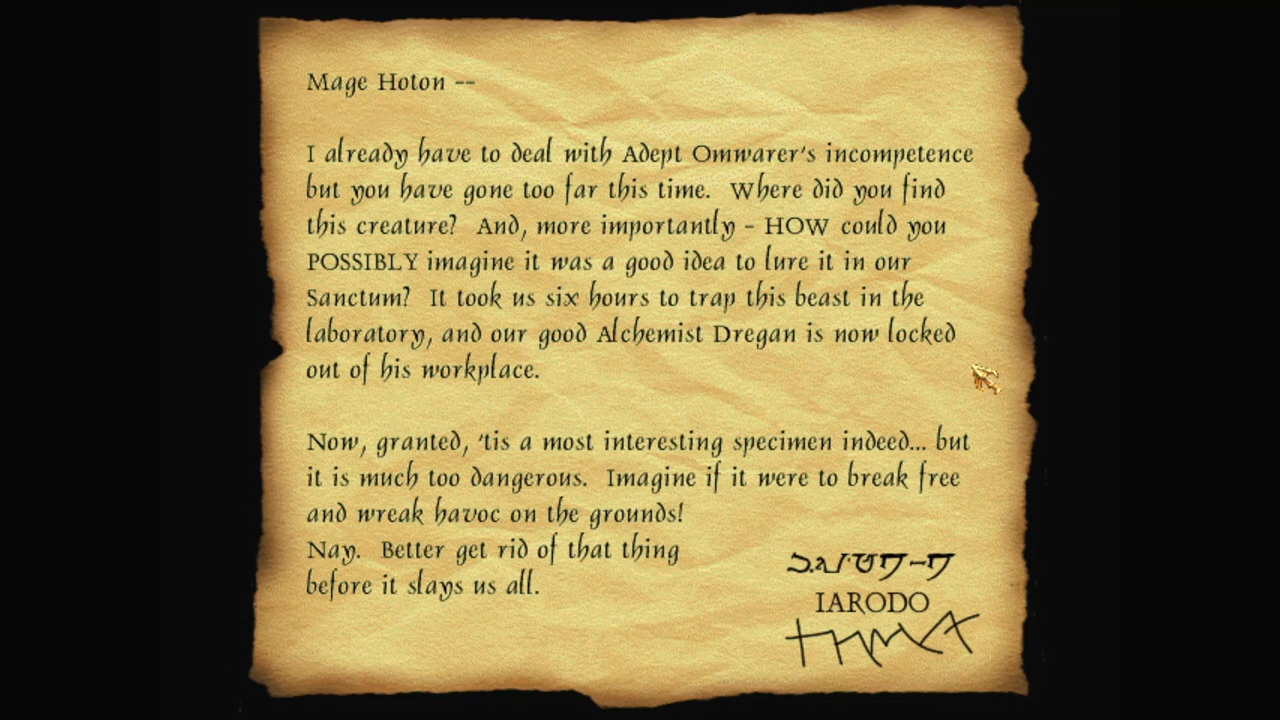 Mage Hoton --
I already have to deal with Adept Omwarer's incompetence
but you have gone too far this time.  Where did you find
this creature?  And, more importantly - HOW could you
POSSIBLY imagine it was a good idea to lure it in our
Sanctum?  It took us six hours to trap this beast in the
laboratory, and our good Alchemist Dregan is now locked
out of his workplace.
Now, granted, 'tis a most interesting specimen indeed... but
it is much too dangerous.  Imagine if it were to break free
and wreak havoc on the grounds!
Nay.  Better get rid of that thing
before it slays us all.
IARODO